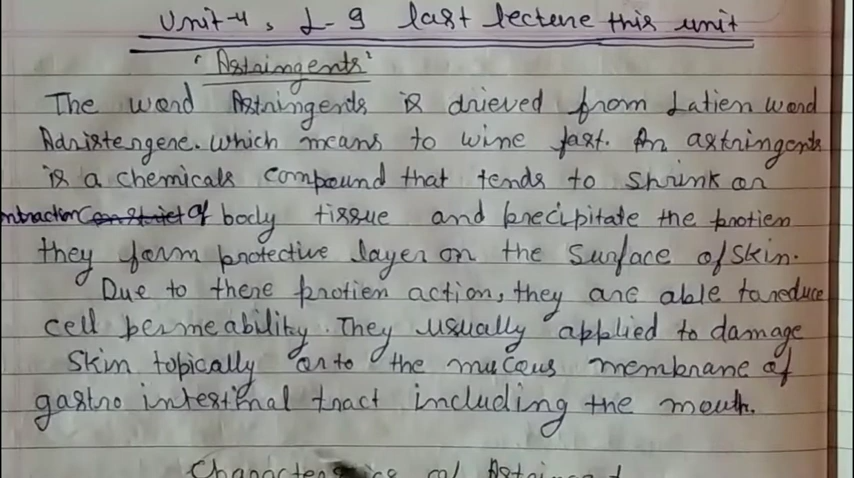 Unit-4, L-9 last lecture this unit
'Astringents'
The word Astringents is drieved from Latien word
Adristengene. which means to wine fast. An astringents
is a chemicals compound that tends to shrink or
ntraction of body tissue and precipitate the protien
they form protective layer on the surface of skin.
Due to there protien action, they are able to reduce
cell permeability. They usually applied to damage
skin topically or to the mucous membrane of
gastro intestinal tract including the mouth.
of Astringent